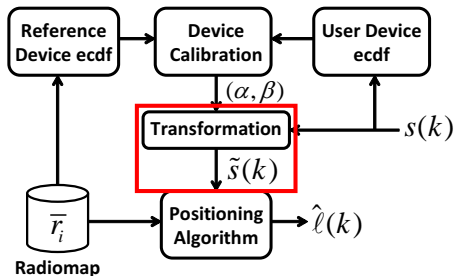 Reference
Device ecdf
Device
Calibration
User Device
ecdf
(α, β)
Transformation
s(k)
s̃(k)
r̄ᵢ
Positioning
Algorithm
ℓ̂(k)
Radiomap